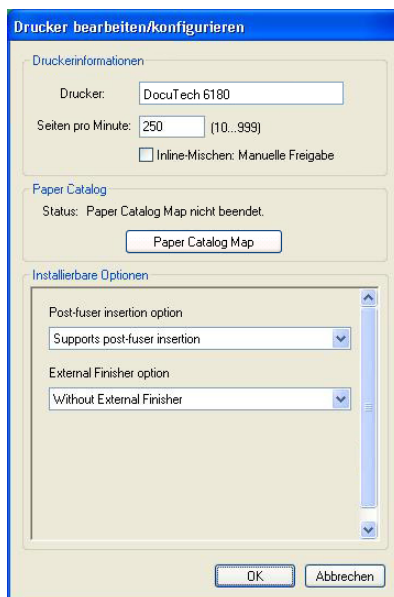 Drucker bearbeiten/konfigurieren
Druckerinformationen
Drucker: DocuTech 6180
Seiten pro Minute: 250 (10...999)
Inline-Mischen: Manuelle Freigabe
Paper Catalog
Status: Paper Catalog Map nicht beendet.
Paper Catalog Map
Installierbare Optionen
Post-fuser insertion option
Supports post-fuser insertion
External Finisher option
Without External Finisher
OK Abbrechen